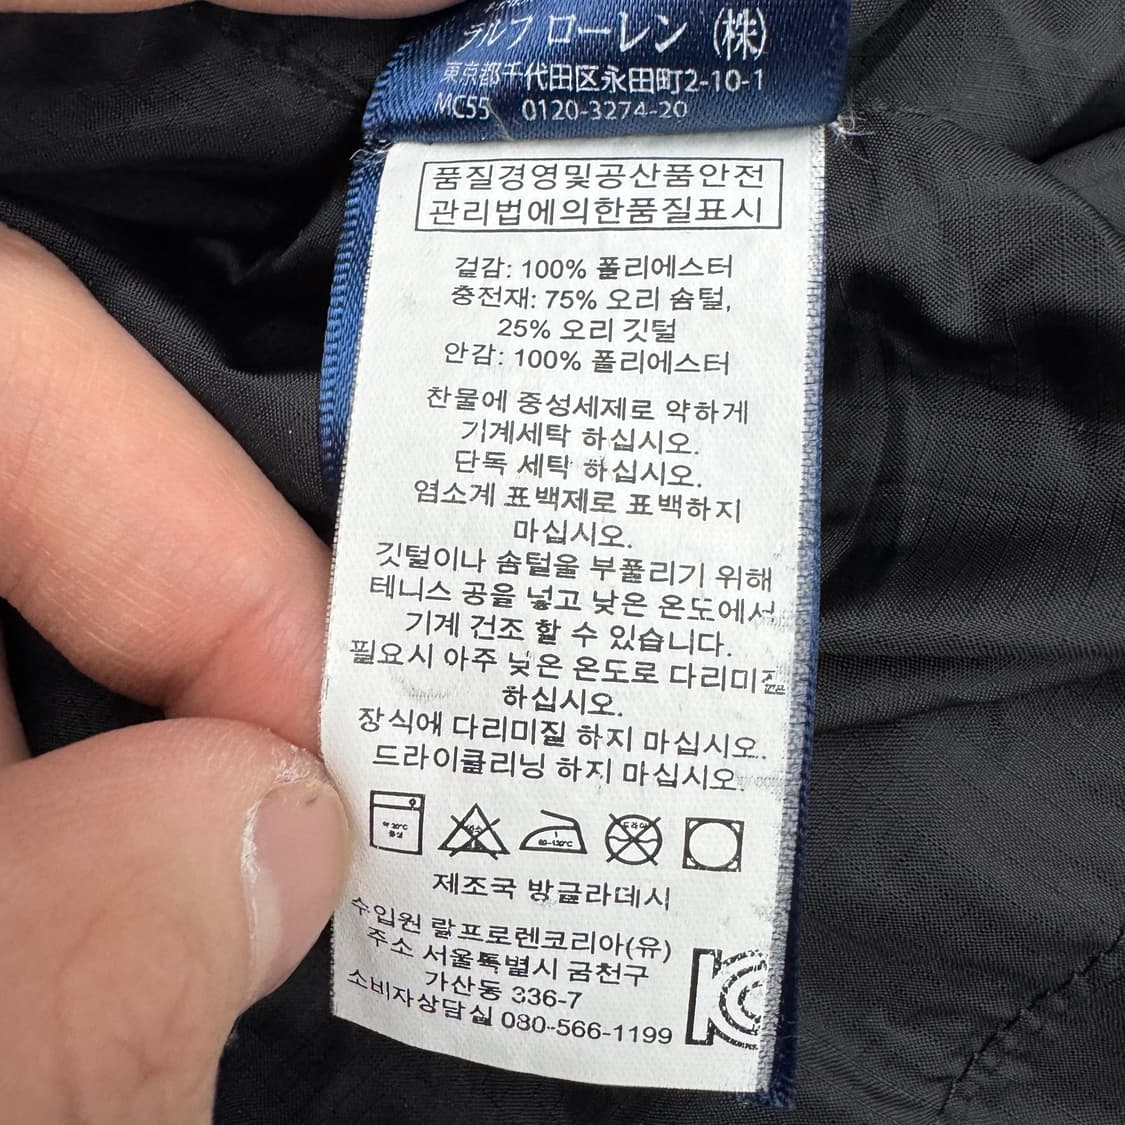 ラルフ ローレン (株)
東京都千代田区永田町2-10-1
MC55 0120-3274-20
품질경영및공산품안전
관리법에의한품질표시
겉감: 100% 폴리에스터
충전재: 75% 오리 솜털,
25% 오리 깃털
안감: 100% 폴리에스터
찬물에 중성세제로 약하게
기계세탁 하십시오.
단독 세탁 하십시오.
염소계 표백제로 표백하지
마십시오.
깃털이나 솜털을 부풀리기 위해
테니스 공을 넣고 낮은 온도에서
기계 건조 할 수 있습니다.
필요시 아주 낮은 온도로 다리미질
하십시오.
장식에 다리미질 하지 마십시오.
드라이클리닝 하지 마십시오.
약 30℃
중성
80-120℃
제조국 방글라데시
수입원 랄프로렌코리아(유)
주소 서울특별시 금천구
가산동 336-7
소비자상담실 080-566-1199